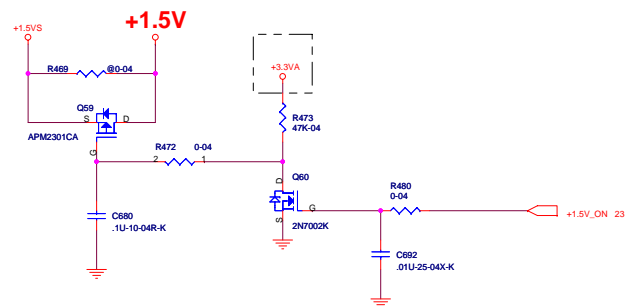 +1.5VS
+1.5V
R469
@0-04
Q59
S
D
APM2301CA
G
+3.3VA
R473
47K-04
R472
0-04
2
1
C680
.1U-10-04R-K
D
Q60
G
S
2N7002K
R480
0-04
+1.5V_ON 23
C692
.01U-25-04X-K